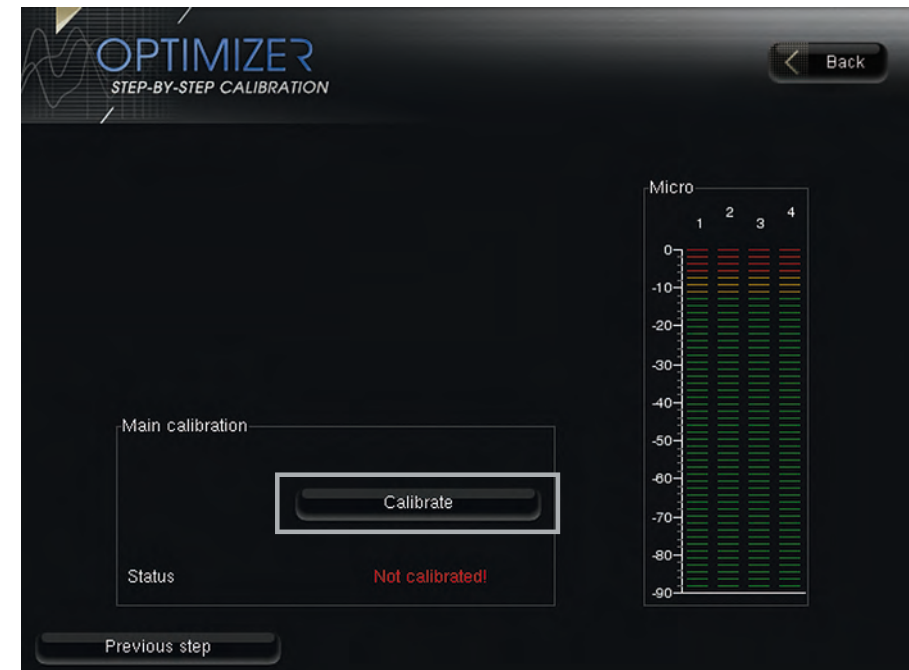 OPTIMIZER
STEP-BY-STEP CALIBRATION
Back
Micro
1 2 3 4
0
-10
-20
-30
-40
-50
-60
-70
-80
-90
Main calibration
Calibrate
Status Not calibrated!
Previous step